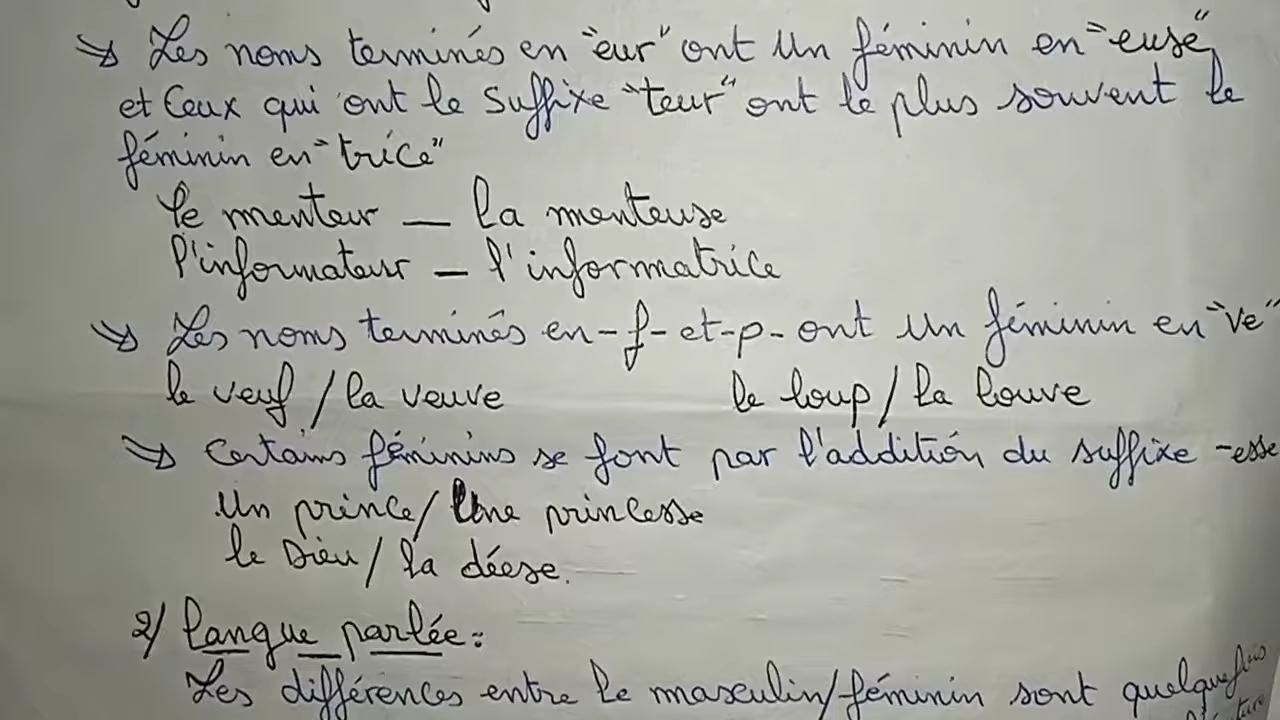 → Les noms terminés en "eur" ont un féminin en "euse",
et Ceux qui ont le suffixe "teur" ont le plus souvent le
féminin en "trice"
le menteur — la menteuse
l'informateur — l'informatrice
→ Les noms terminés en -f- et -p- ont un féminin en "ve"
le veuf / la veuve le loup / la louve
→ Certains féminins se font par l'addition du suffixe -esse
Un prince / Une princesse
le Dieu / la déese.
2/ Langue parlée:
Les différences entre le masculin/féminin sont quelquefois